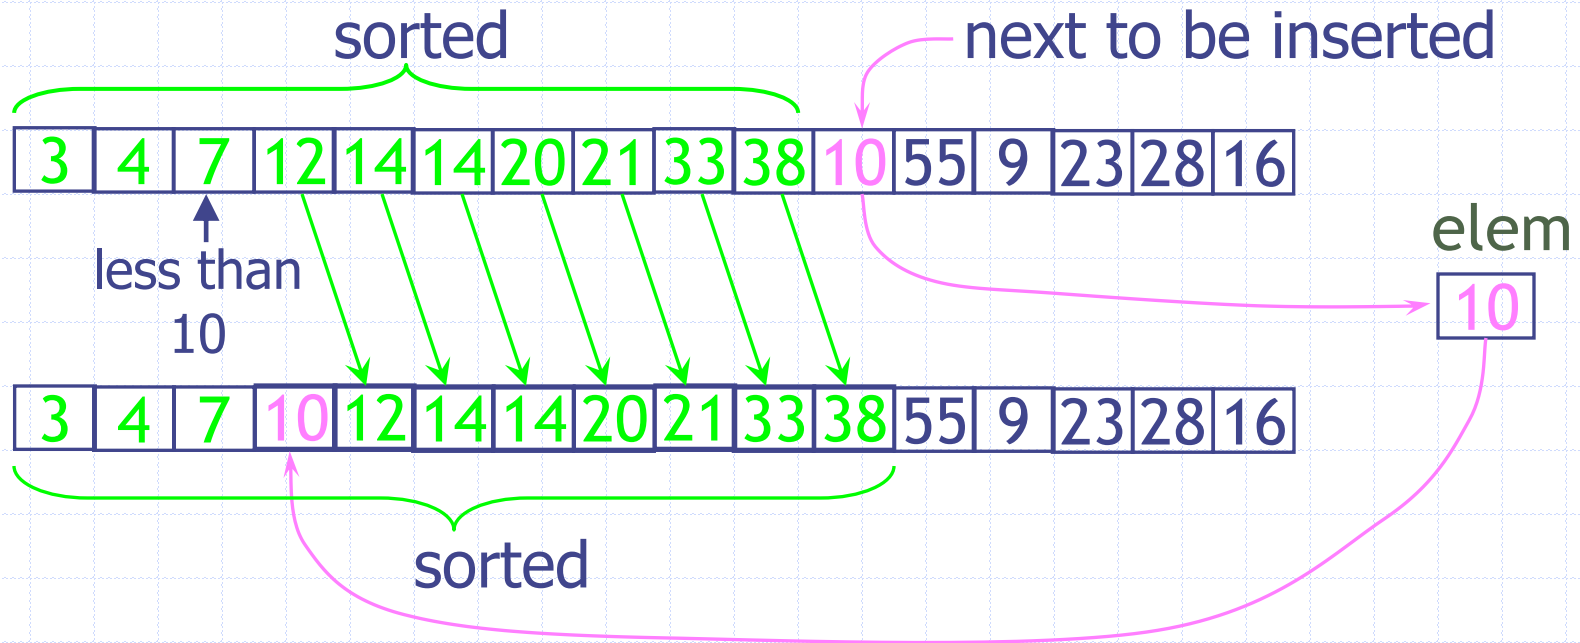 sorted
next to be inserted
3 4 7 12 14 14 20 21 33 38 10 55 9 23 28 16
less than
10
elem
10
3 4 7 10 12 14 14 20 21 33 38 55 9 23 28 16
sorted